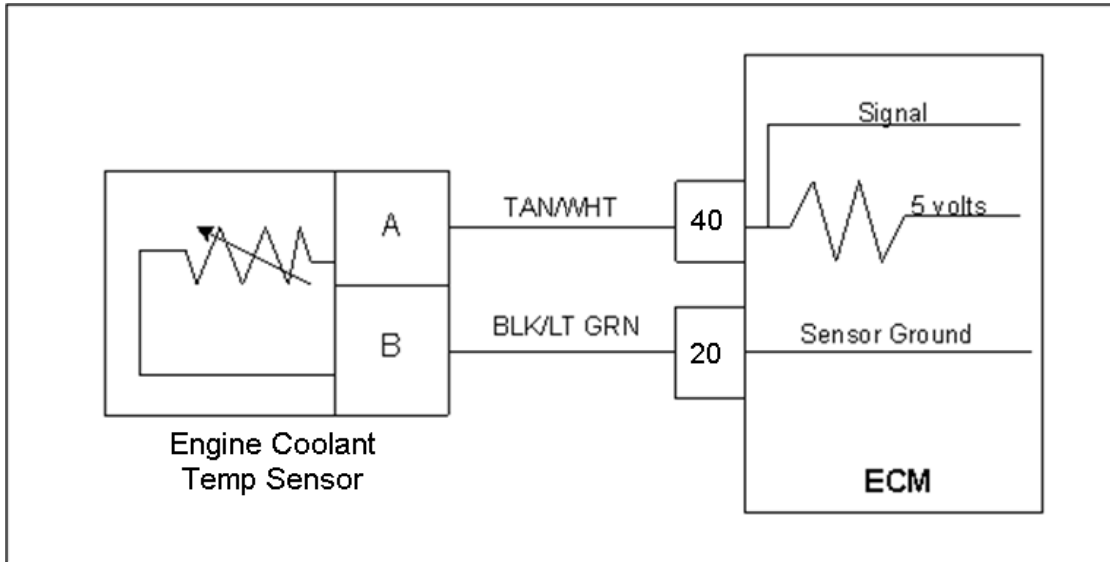 Signal
A
TAN/WHT
40
5 volts
B
BLK/LT GRN
20
Sensor Ground
Engine Coolant
Temp Sensor
ECM